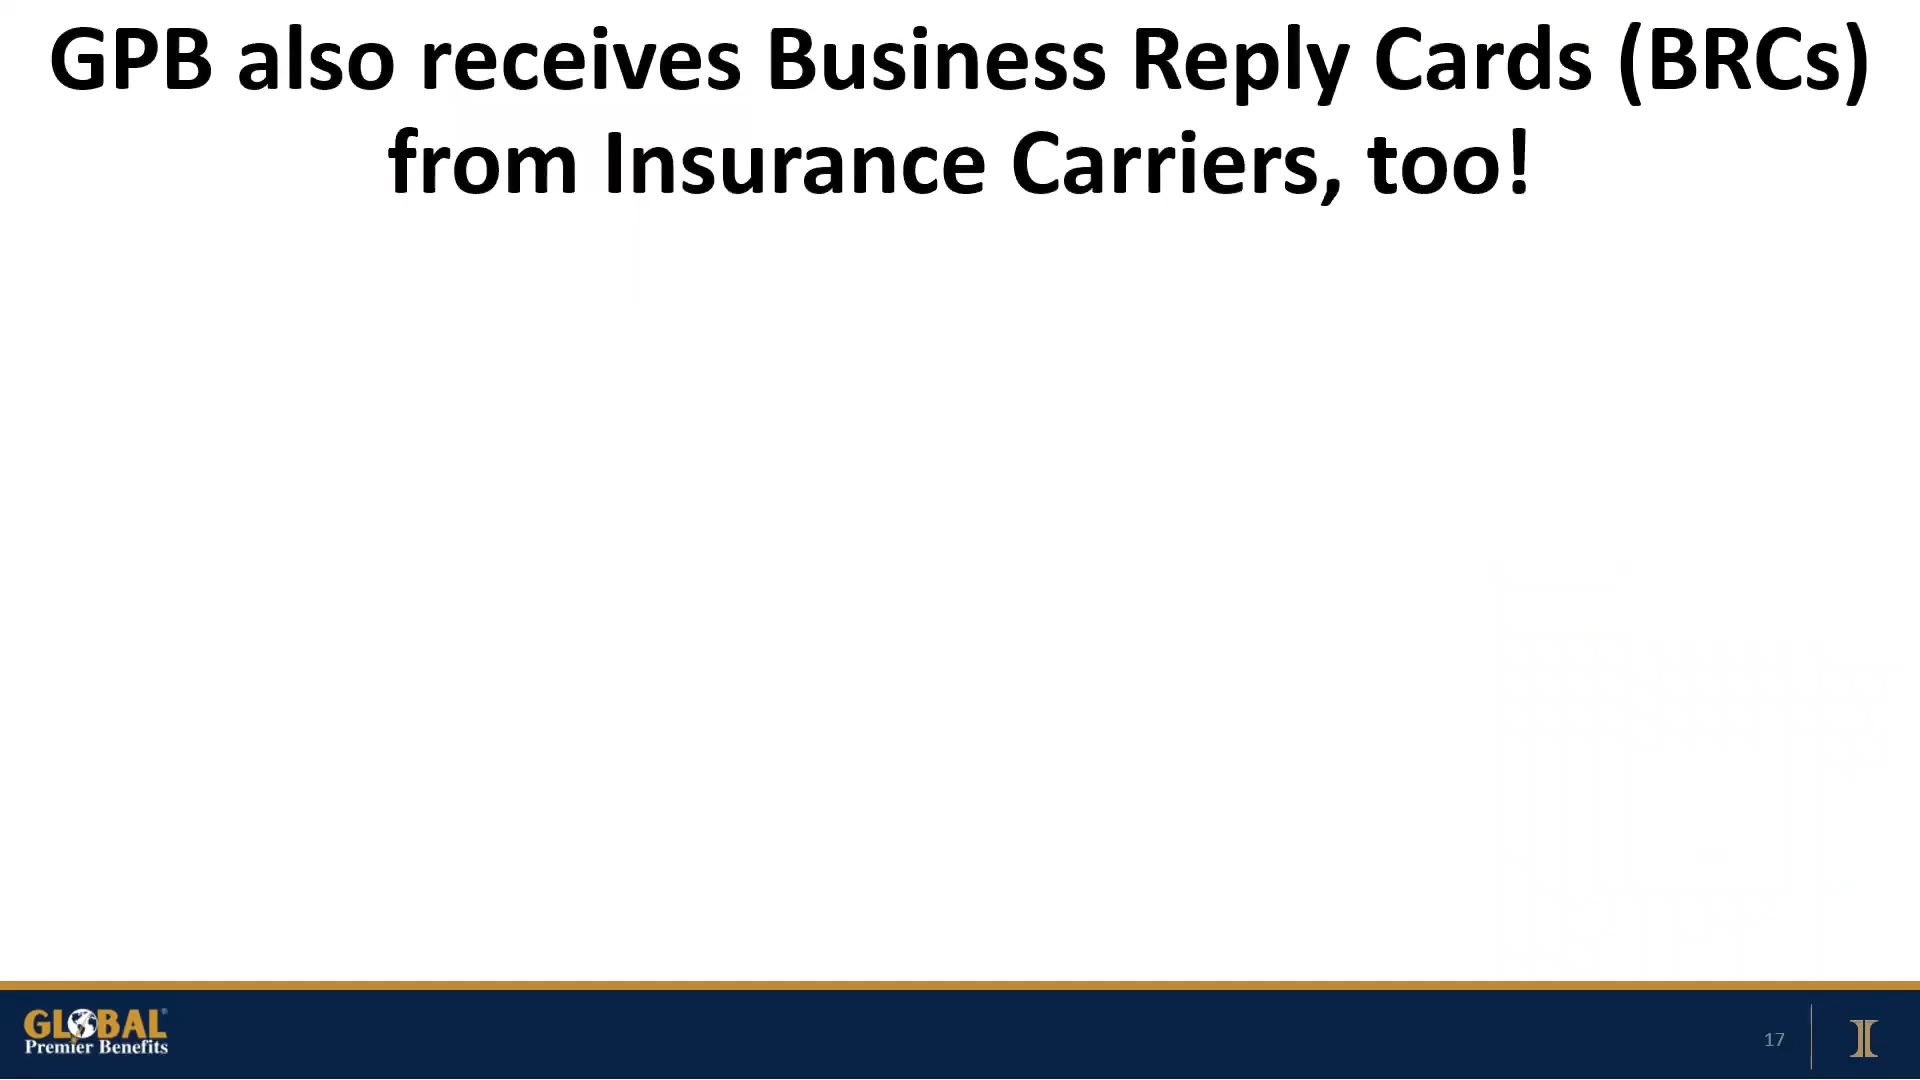 GPB also receives Business Reply Cards (BRCs)
from Insurance Carriers, too!
GLOBAL®
Premier Benefits
17
I